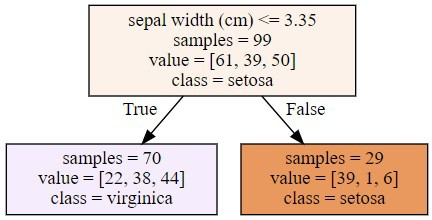 sepal width (cm) <= 3.35
samples = 99
value = [61, 39, 50]
class = setosa
True
False
samples = 70
value = [22, 38, 44]
class = virginica
samples = 29
value = [39, 1, 6]
class = setosa